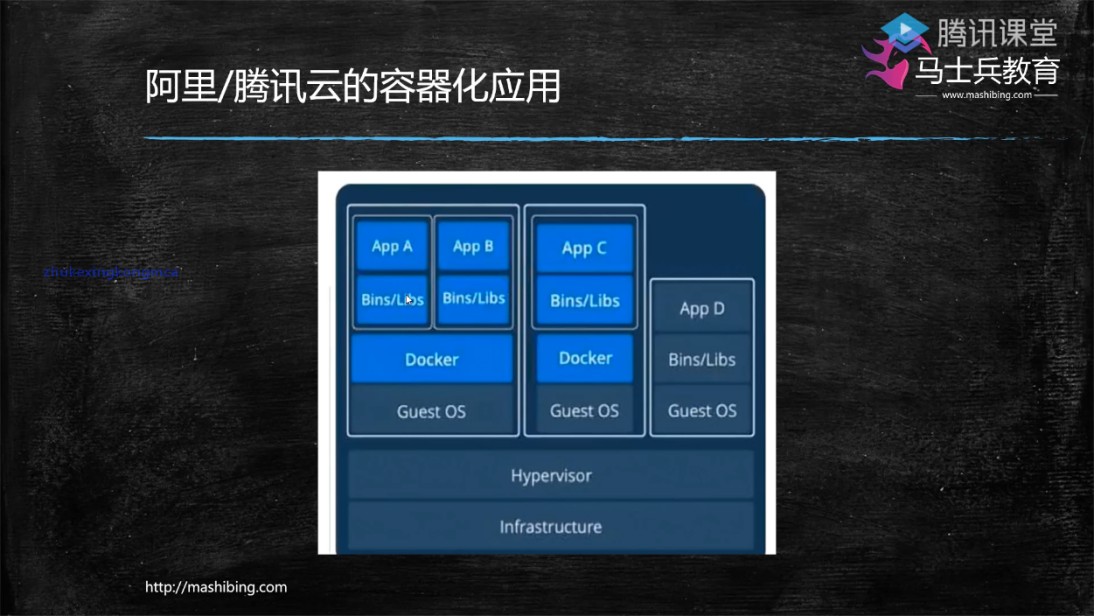 腾讯课堂
马士兵教育
www.mashibing.com
阿里/腾讯云的容器化应用
App A
App B
Bins/Libs
Bins/Libs
Docker
Guest OS
App C
Bins/Libs
Docker
Guest OS
App D
Bins/Libs
Guest OS
Hypervisor
Infrastructure
http://mashibing.com